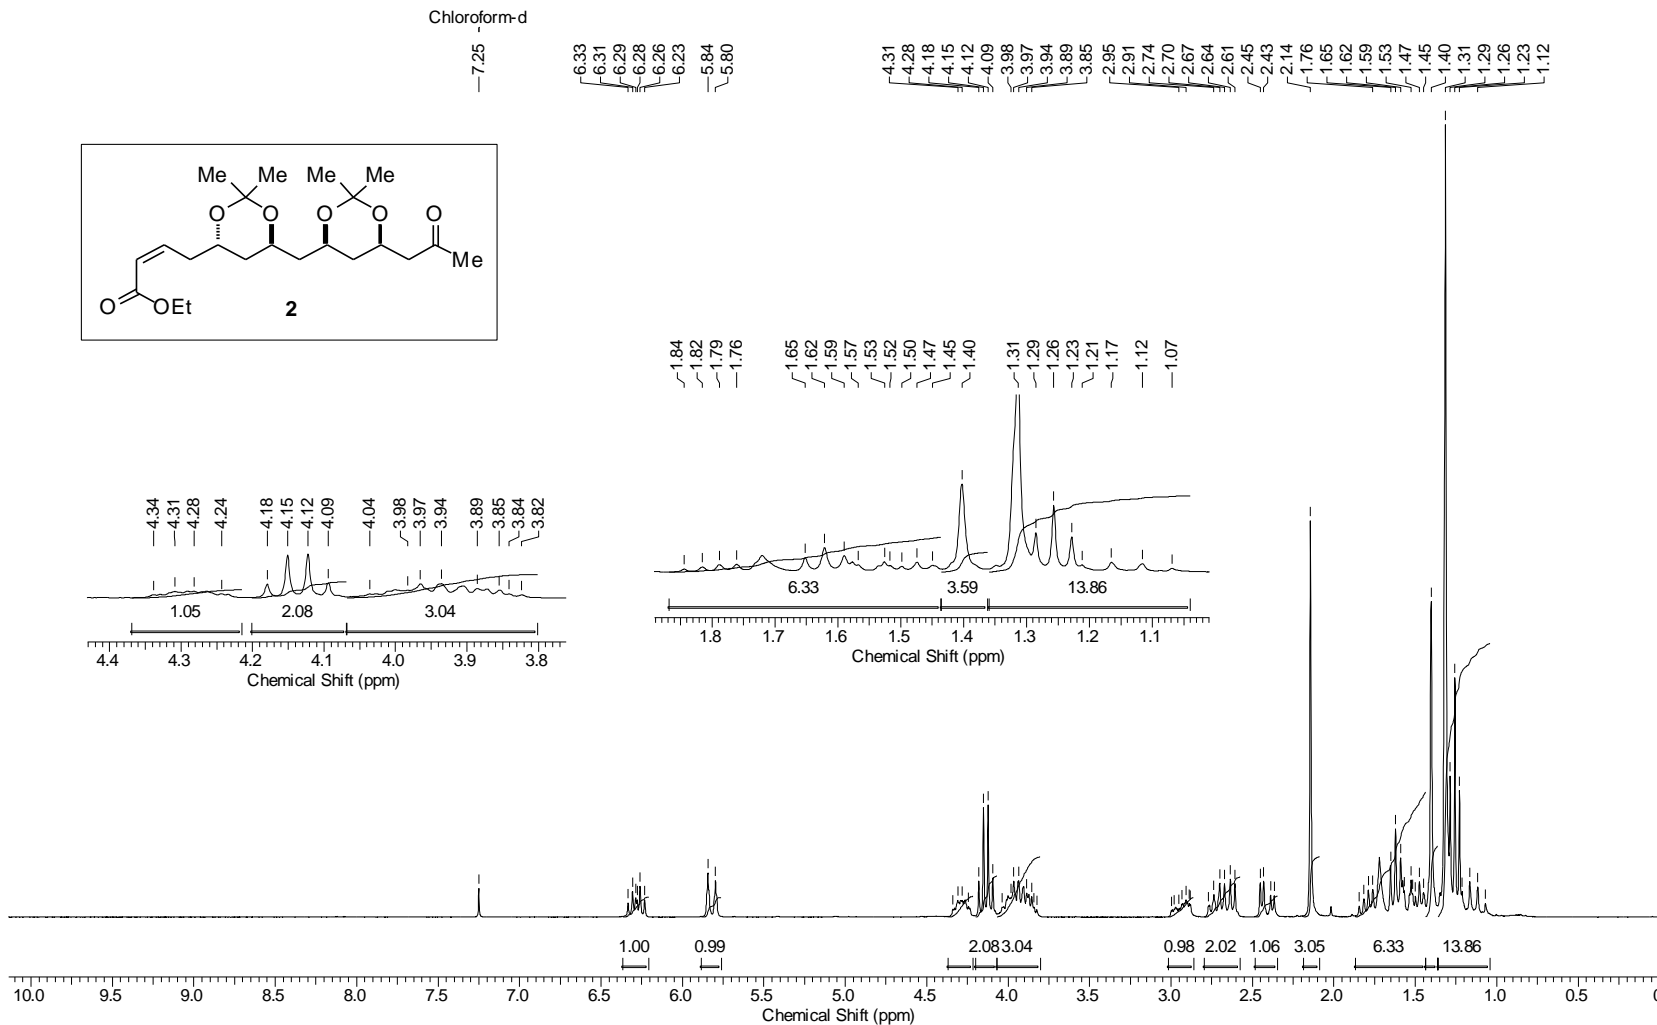 Chloroform-d
7.25
6.33 6.31 6.29 6.28 6.26 6.23 5.84 5.80
4.31 4.28 4.18 4.15 4.12 4.09 3.98 3.97 3.94 3.89 3.85 2.95 2.91 2.74 2.70 2.67 2.64 2.61 2.45 2.43 2.14 1.76 1.65 1.62 1.59 1.53 1.47 1.45 1.40 1.31 1.29 1.26 1.23 1.12
Me Me Me Me
O O O O O
Me
O OEt
2
1.84 1.82 1.79 1.76 1.65 1.62 1.59 1.57 1.53 1.52 1.50 1.47 1.45 1.40 1.31 1.29 1.26 1.23 1.21 1.17 1.12 1.07
6.33 3.59 13.86
1.8 1.7 1.6 1.5 1.4 1.3 1.2 1.1
Chemical Shift (ppm)
4.34 4.31 4.28 4.24 4.18 4.15 4.12 4.09 4.04 3.98 3.97 3.94 3.89 3.85 3.84 3.82
1.05 2.08 3.04
4.4 4.3 4.2 4.1 4.0 3.9 3.8
Chemical Shift (ppm)
1.00 0.99 2.08 3.04 0.98 2.02 1.06 3.05 6.33 13.86
10.0 9.5 9.0 8.5 8.0 7.5 7.0 6.5 6.0 5.5 5.0 4.5 4.0 3.5 3.0 2.5 2.0 1.5 1.0 0.5
Chemical Shift (ppm)